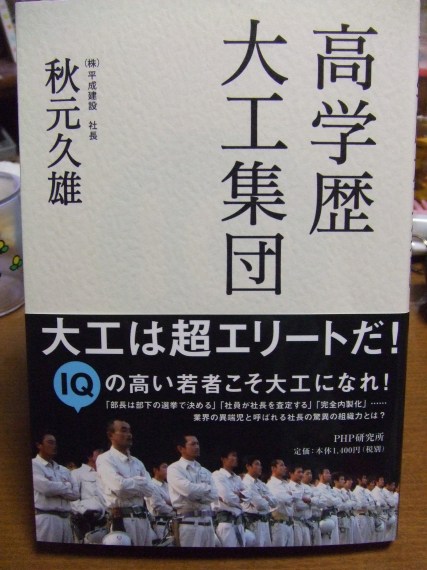 高学歴
大工集団
(株)平成建設 社長
秋元久雄
大工は超エリートだ!
IQの高い若者こそ大工になれ!
「部長は部下の選挙で決める」「社員が社長を査定する」「完全内製化」……
業界の異端児と呼ばれる社長の驚異の組織力とは?
PHP研究所
定価:本体1,400円(税別)